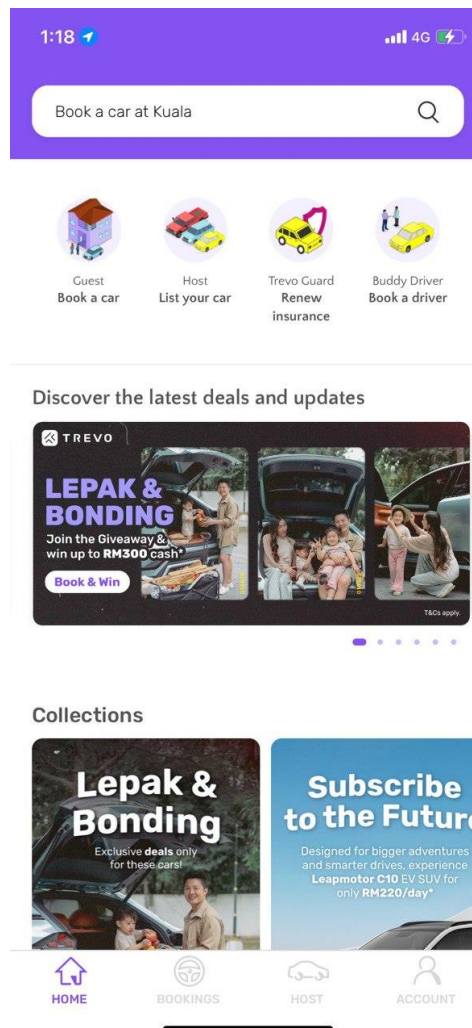 1:18
4G
Book a car at Kuala
Guest
Book a car
Host
List your car
Trevo Guard
Renew
insurance
Buddy Driver
Book a driver
Discover the latest deals and updates
TREVO
LEPAK &
BONDING
Join the Giveaway &
win up to RM300 cash*
Book & Win
T&Cs apply.
Collections
Lepak &
Bonding
Exclusive deals only
for these cars!
Subscribe
to the Future
Designed for bigger adventures
and smarter drives, experience
Leapmotor C10 EV SUV for
only RM220/day*
HOME
BOOKINGS
HOST
ACCOUNT